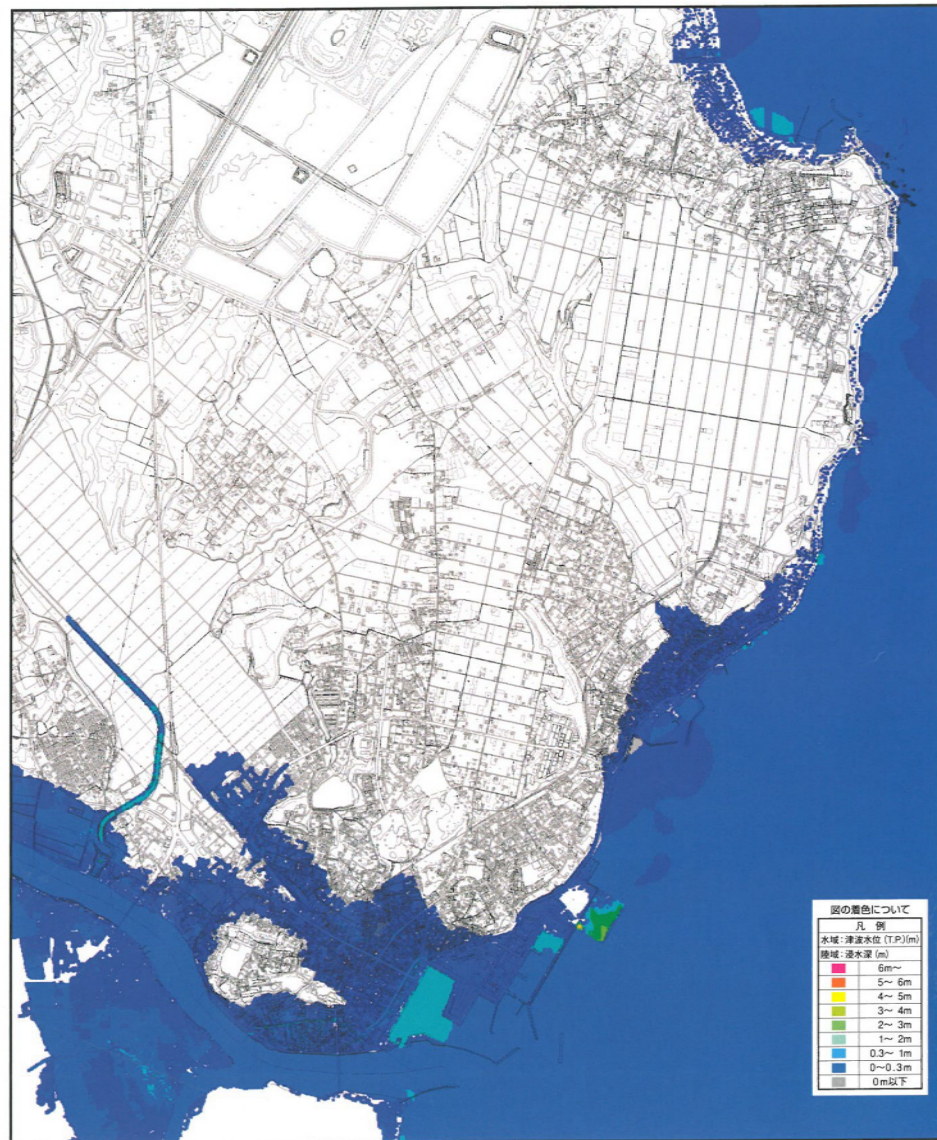 図の着色について
凡 例
水域:津波水位(T.P.)(m)
陸域:浸水深(m)
6m～
5～ 6m
4～ 5m
3～ 4m
2～ 3m
1～ 2m
0.3～ 1m
0～0.3m
0m以下